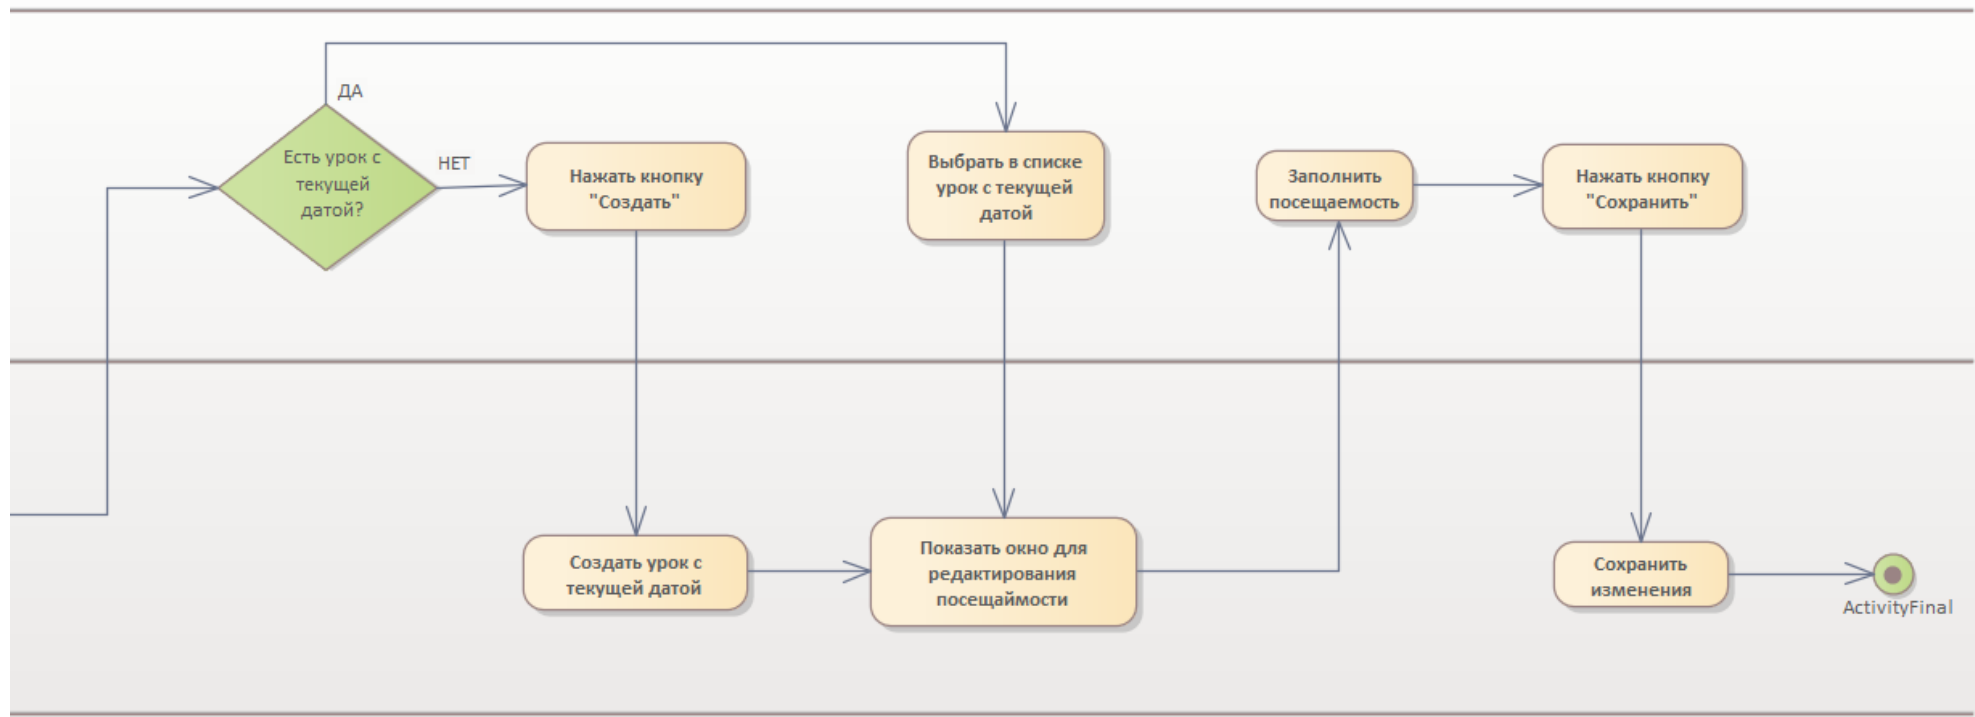 ДА
Есть урок с
текущей
датой?
НЕТ
Нажать кнопку
"Создать"
Выбрать в списке
урок с текущей
датой
Заполнить
посещаемость
Нажать кнопку
"Сохранить"
Создать урок с
текущей датой
Показать окно для
редактирования
посещаймости
Сохранить
изменения
ActivityFinal